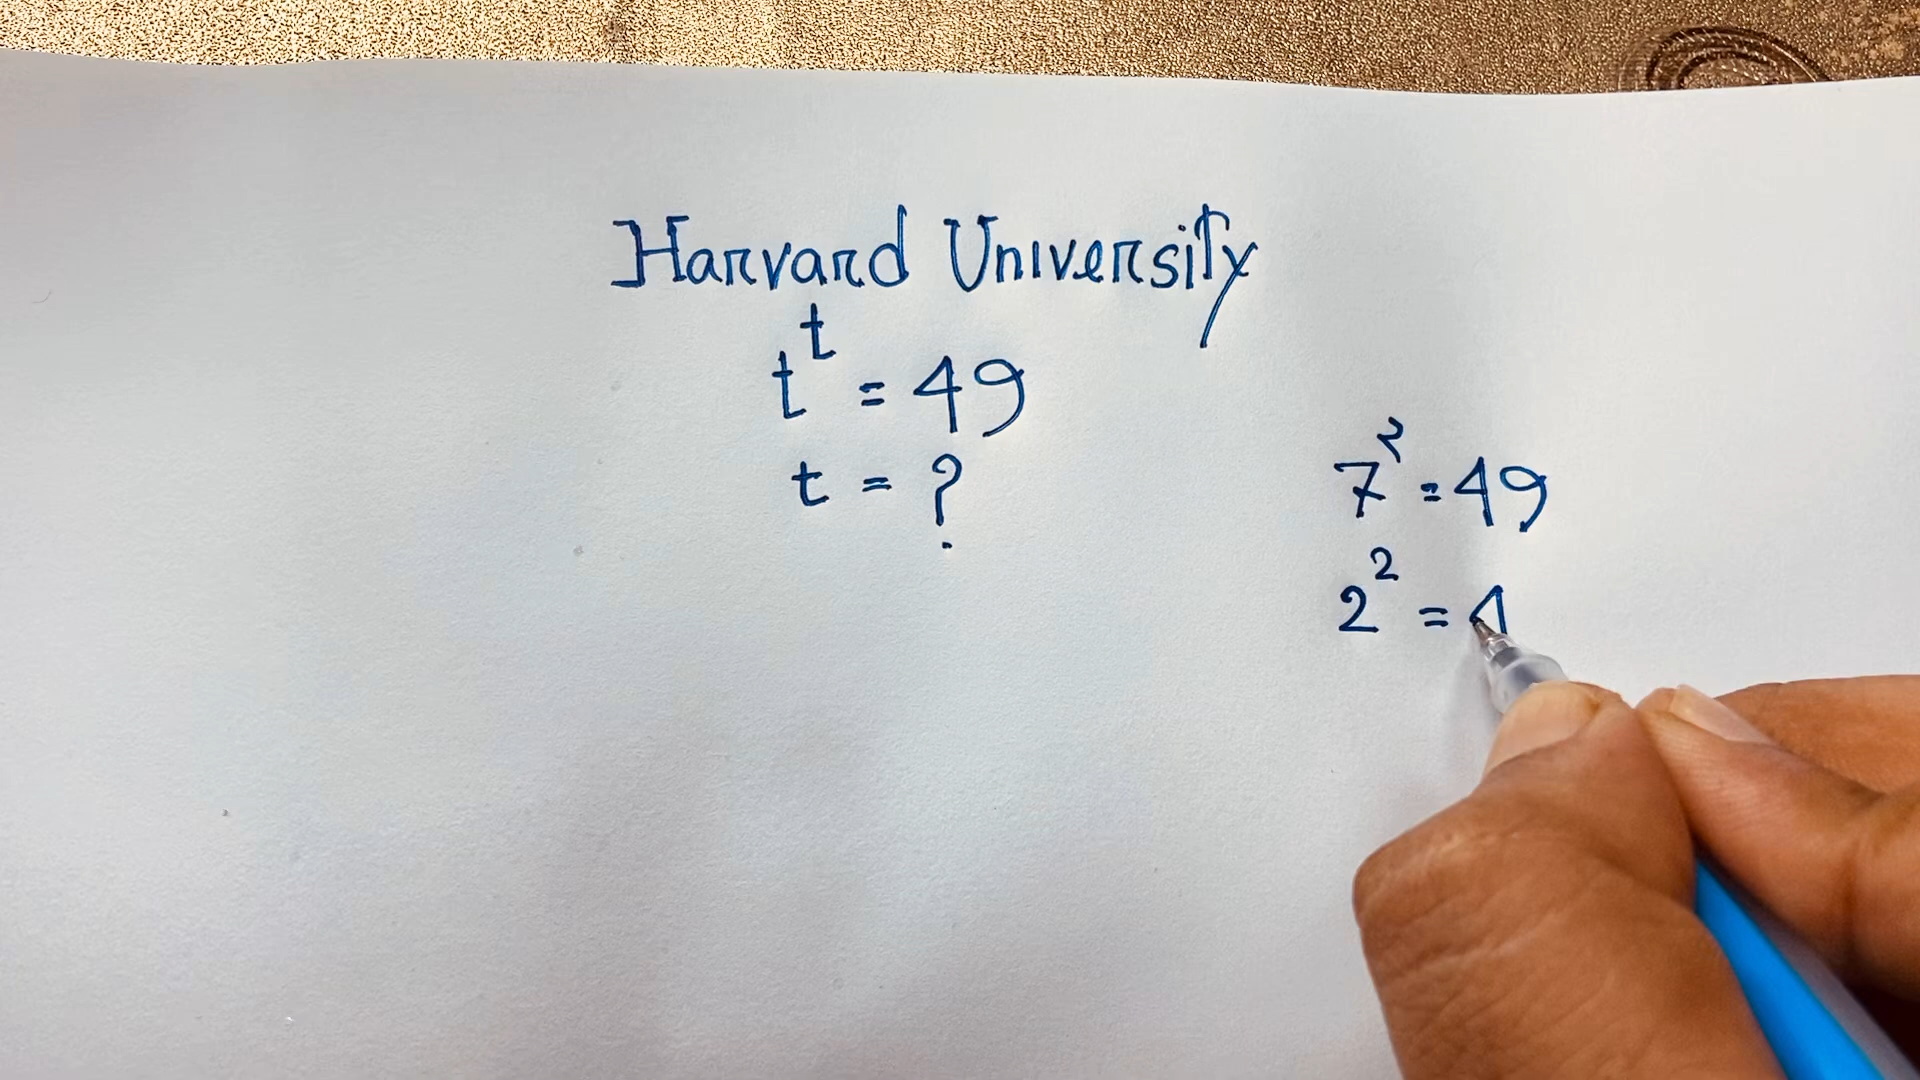 Harvard University
t^t = 49
t = ?
7^2 = 49
2^2 = 4